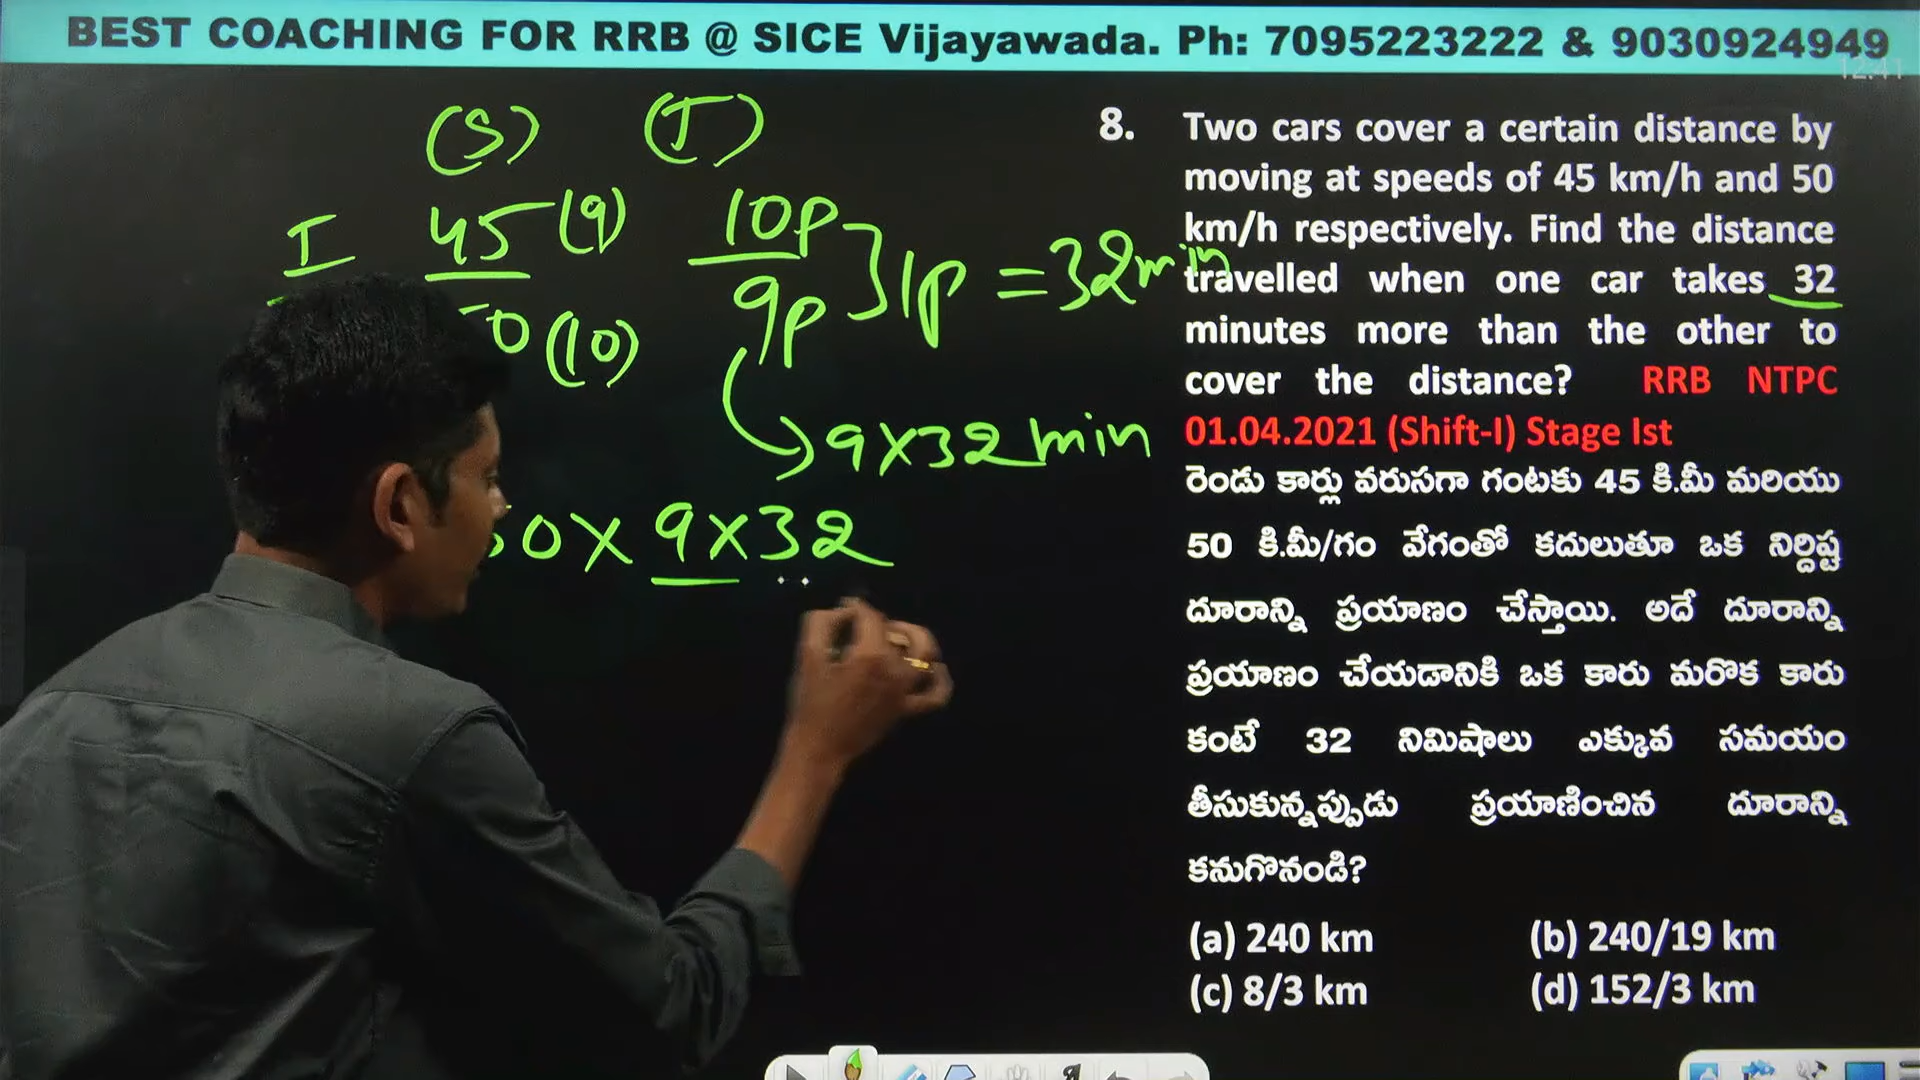 BEST COACHING FOR RRB @ SICE Vijayawada. Ph: 7095223222 & 9030924949
12:41
(S) (T)
I 45 (9) 10p
0 (10) 9p } 1p = 32 min
9x32 min
0 x 9 x 32
8. Two cars cover a certain distance by
moving at speeds of 45 km/h and 50
km/h respectively. Find the distance
travelled when one car takes 32
minutes more than the other to
cover the distance? RRB NTPC
01.04.2021 (Shift-I) Stage Ist
రెండు కార్లు వరుసగా గంటకు 45 కి.మీ మరియు
50 కి.మీ/గం వేగంతో కదులుతూ ఒక నిర్దిష్ట
దూరాన్ని ప్రయాణం చేస్తాయి. అదే దూరాన్ని
ప్రయాణం చేయడానికి ఒక కారు మరొక కారు
కంటే 32 నిమిషాలు ఎక్కువ సమయం
తీసుకున్నప్పుడు ప్రయాణించిన దూరాన్ని
కనుగొనండి?
(a) 240 km (b) 240/19 km
(c) 8/3 km (d) 152/3 km